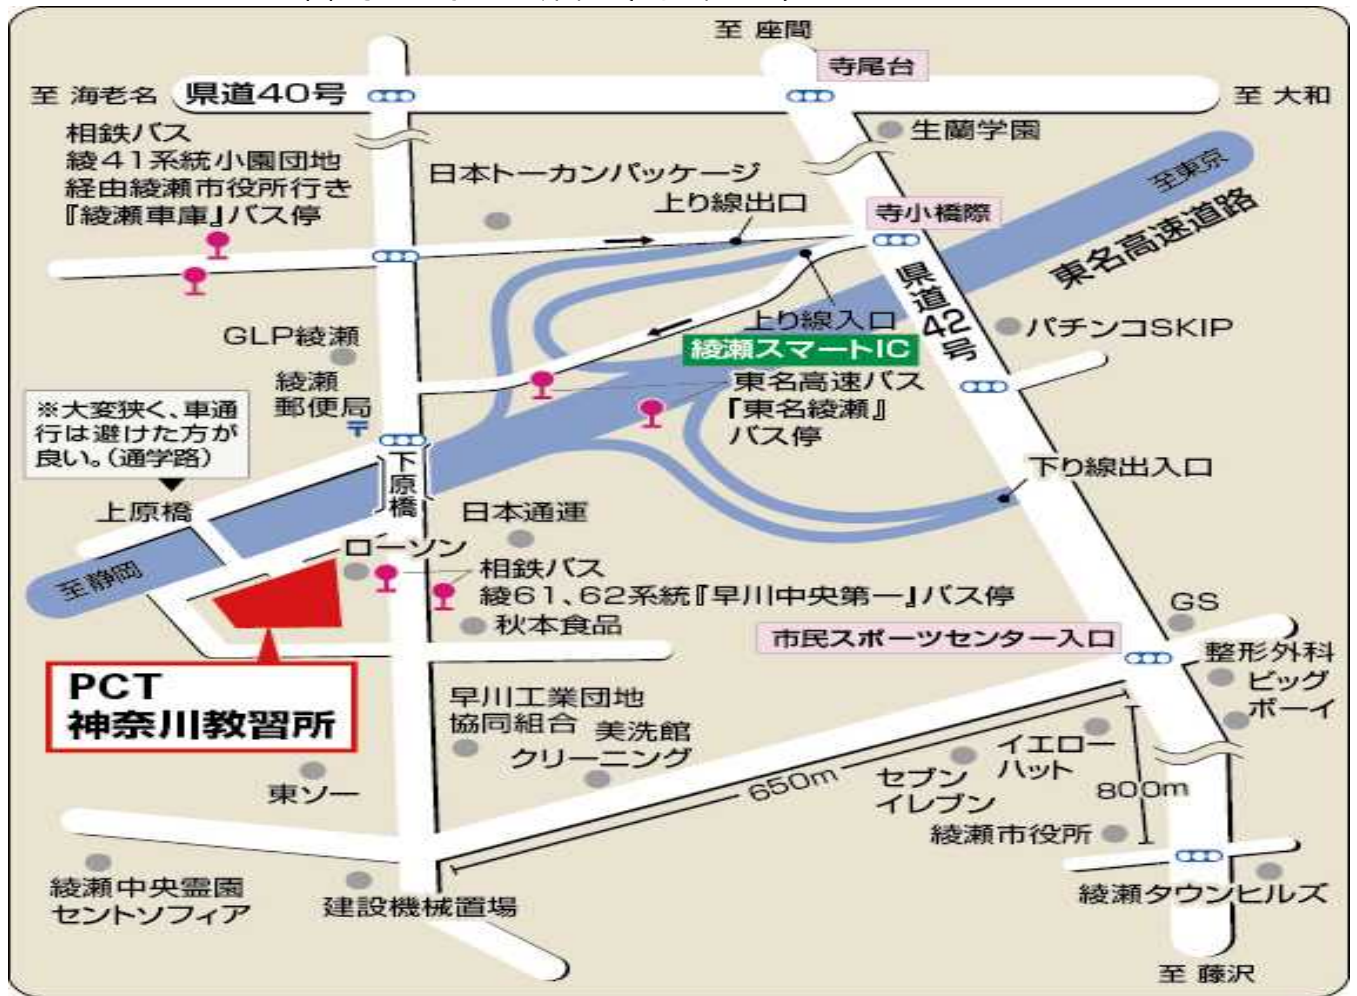 至 座間
寺尾台
至 海老名
県道40号
至 大和
相鉄バス
綾41系統小園団地
経由綾瀬市役所行き
『綾瀬車庫』バス停
生蘭学園
日本トーカンパッケージ
至東京
上り線出口
寺小橋際
東名高速道路
県道42号
上り線入口
パチンコSKIP
GLP綾瀬
綾瀬スマートIC
綾瀬
郵便局
東名高速バス
『東名綾瀬』
バス停
※大変狭く、車通
行は避けた方が
良い。(通学路)
下原橋
下り線出入口
上原橋
日本通運
ローソン
至静岡
相鉄バス
綾61、62系統『早川中央第一』バス停
GS
秋本食品
市民スポーツセンター入口
整形外科
ビッグ
ボーイ
PCT
神奈川教習所
早川工業団地
協同組合
美洗館
クリーニング
イエロー
ハット
650m
セブン
イレブン
800m
東ソー
綾瀬市役所
綾瀬中央霊園
セントソフィア
建設機械置場
綾瀬タウンヒルズ
至 藤沢